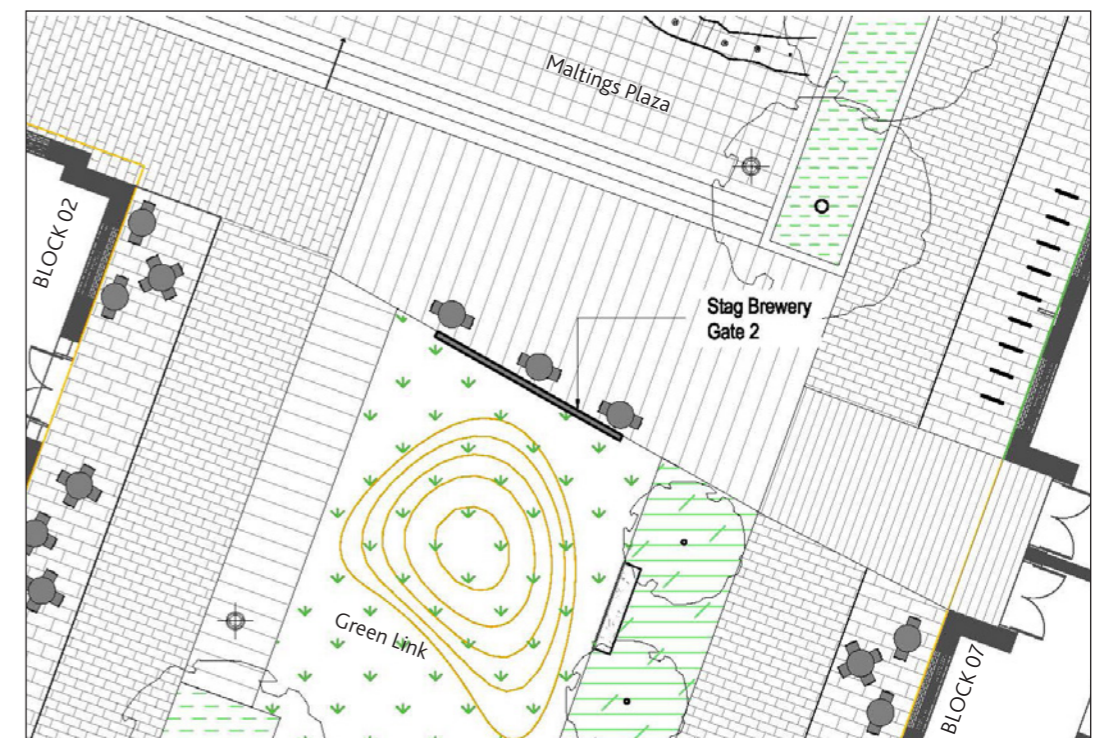 Maltings Plaza
BLOCK 02
Stag Brewery
Gate 2
Green Link
BLOCK 07